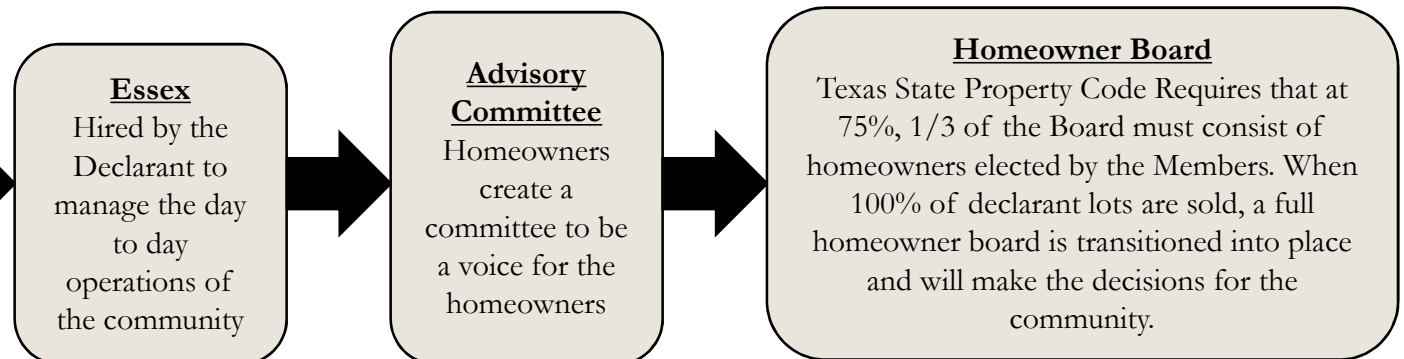 Essex
Hired by the
Declarant to
manage the day
to day
operations of
the community
Advisory
Committee
Homeowners
create a
committee to be
a voice for the
homeowners
Homeowner Board
Texas State Property Code Requires that at
75%, 1/3 of the Board must consist of
homeowners elected by the Members. When
100% of declarant lots are sold, a full
homeowner board is transitioned into place
and will make the decisions for the
community.